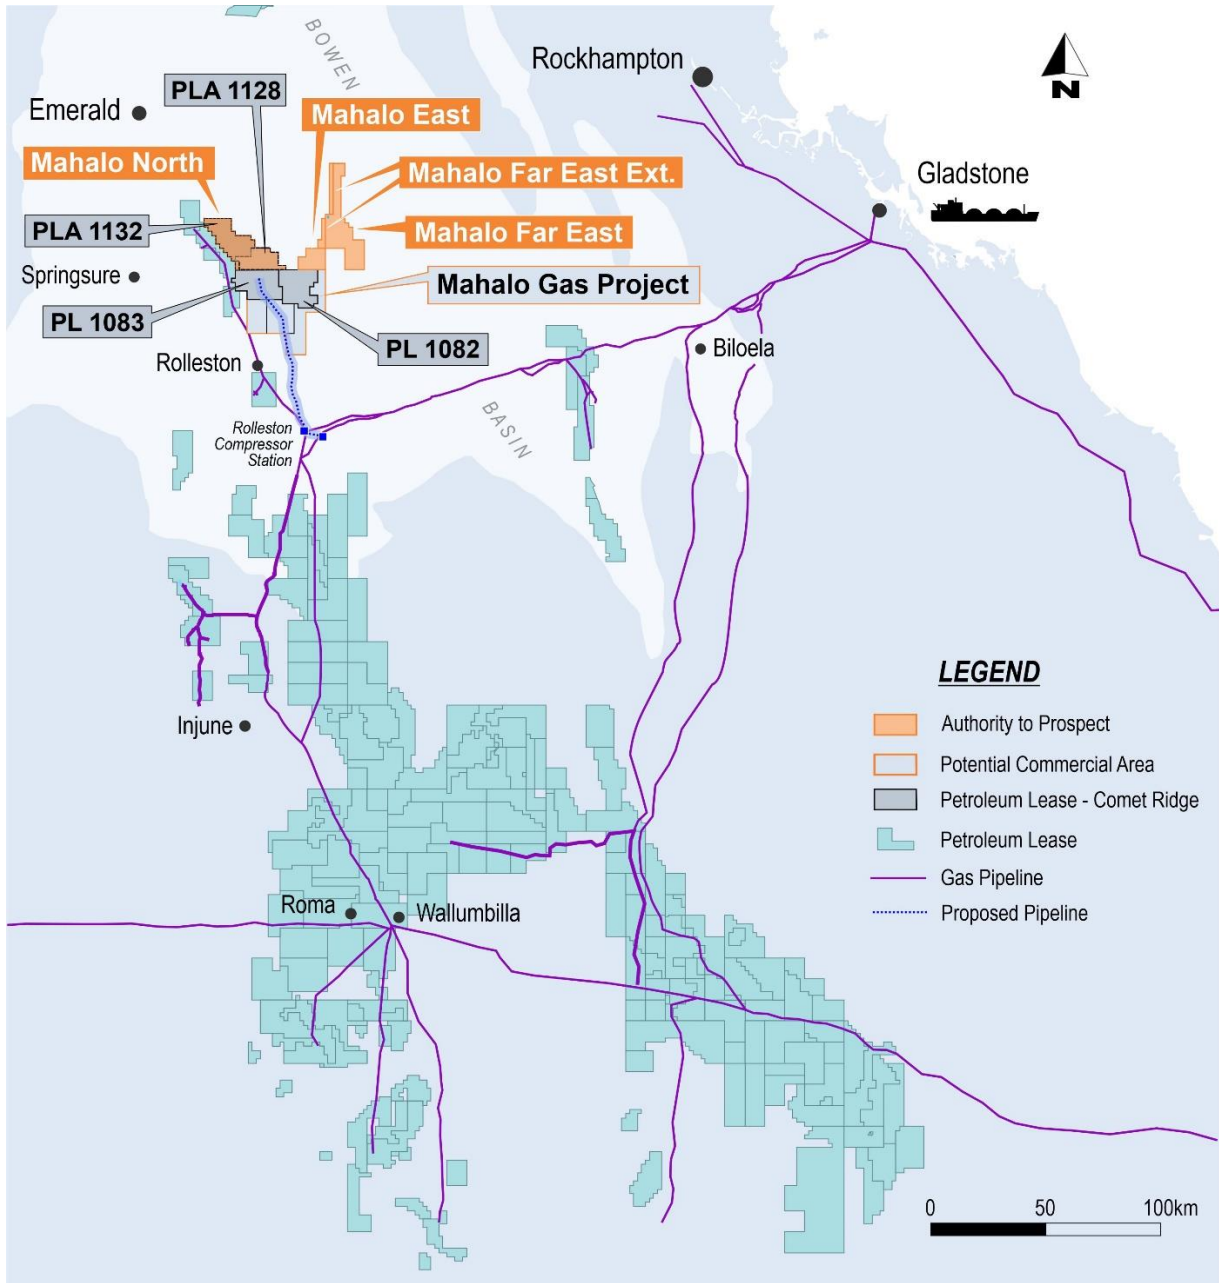 BOWEN
Rockhampton
N
PLA 1128
Emerald
Mahalo East
Mahalo North
Mahalo Far East Ext.
Gladstone
PLA 1132
Mahalo Far East
Springsure
Mahalo Gas Project
PL 1083
PL 1082
Biloela
Rolleston
BASIN
Rolleston
Compressor
Station
LEGEND
Injune
Authority to Prospect
Potential Commercial Area
Petroleum Lease - Comet Ridge
Petroleum Lease
Gas Pipeline
Roma
Wallumbilla
Proposed Pipeline
0 50 100km